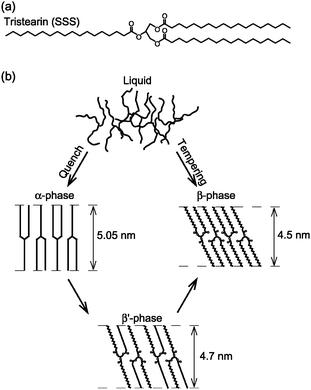 (a)
Tristearin (SSS)
O
O
O
O
O
O
(b)
Liquid
Quench
Tempering
α-phase
β-phase
5.05 nm
4.5 nm
β'-phase
4.7 nm